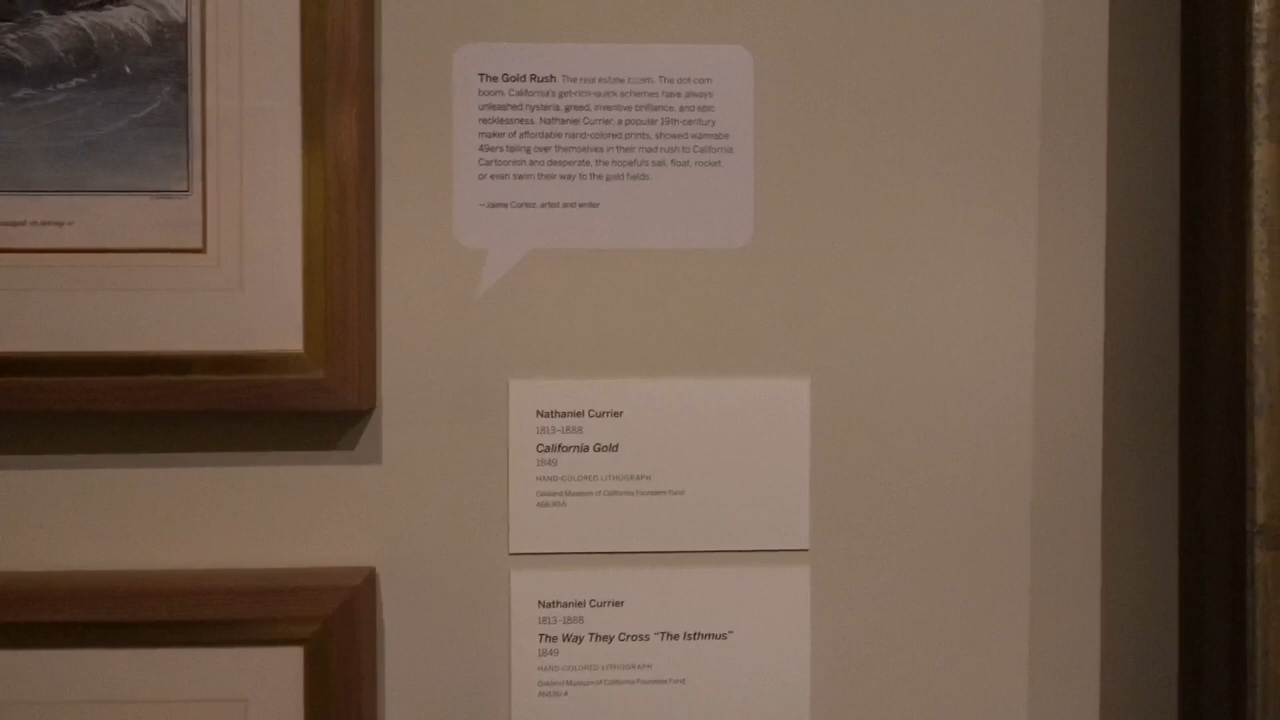 The Gold Rush. The real estate boom. The dot-com
boom. California's get-rich-quick schemes have always
unleashed hysteria, greed, inventive brilliance, and epic
recklessness. Nathaniel Currier, a popular 19th-century
maker of affordable hand-colored prints, showed wannabe
49ers falling over themselves in their mad rush to California.
Cartoonish and desperate, the hopefuls sail, float, rocket,
or even swim their way to the gold fields.
—Jaime Cortez, artist and writer
Nathaniel Currier
1813–1888
California Gold
1849
HAND-COLORED LITHOGRAPH
Oakland Museum of California Founders Fund
Nathaniel Currier
1813–1888
The Way They Cross "The Isthmus"
1849
HAND-COLORED LITHOGRAPH
Oakland Museum of California Founders Fund